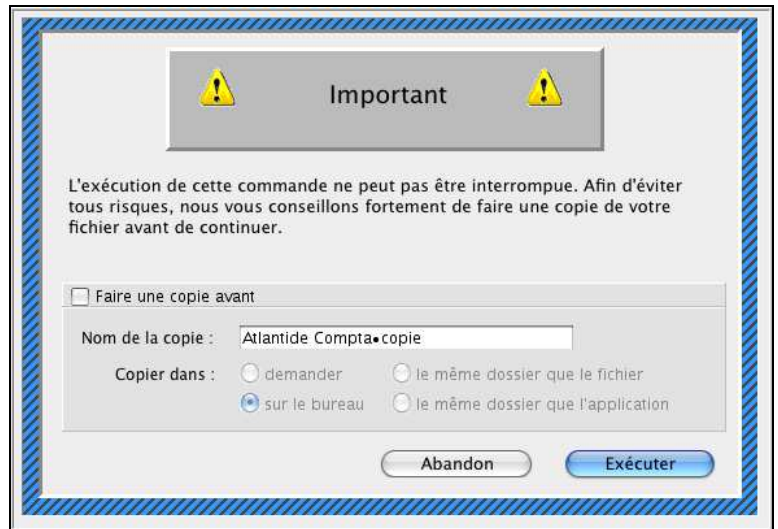 Important
L'exécution de cette commande ne peut pas être interrompue. Afin d'éviter
tous risques, nous vous conseillons fortement de faire une copie de votre
fichier avant de continuer.
Faire une copie avant
Nom de la copie : Atlantide Compta•copie
Copier dans : demander le même dossier que le fichier
sur le bureau le même dossier que l'application
Abandon Exécuter